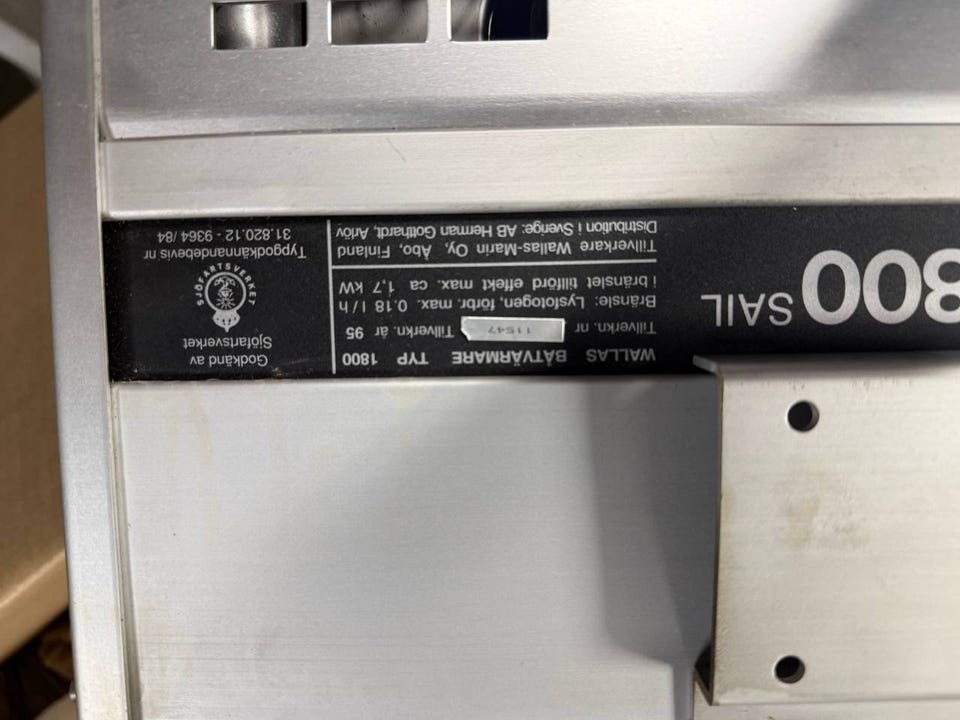 800 SAIL
WALLAS BÅTVÄRMARE TYP 1800
Tillverkn. nr 11547 Tillverkn. år 95
Bränsle: Lysfotogen, förbr. max. 0.18 l/h
i bränslet tillförd effekt max. ca 1,7 kW
Tillverkare Wallas-Marin Oy, Åbo, Finland
Distribution i Sverige: AB Herman Gotthardt, Arlöv
Godkänd av
Sjöfartsverket
SJÖFARTSVERKET
Typgodkännandebevis nr
31.820.12 - 9364/84